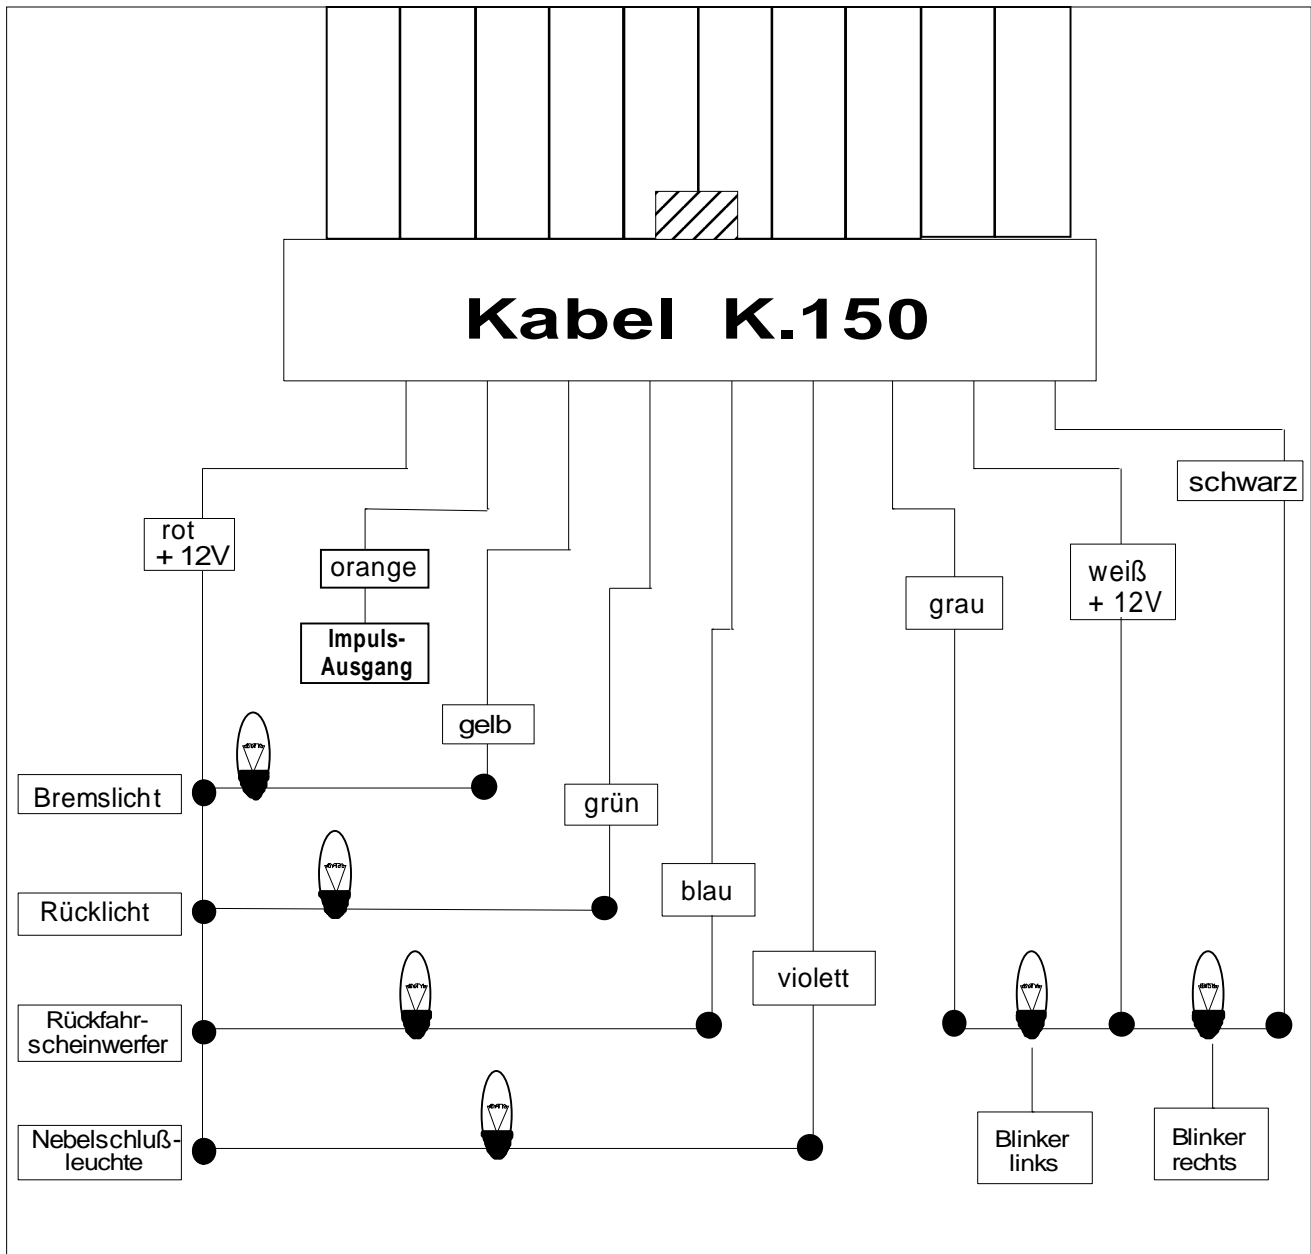 Kabel K.150
schwarz
rot
+ 12V
orange
weiß
+ 12V
grau
Impuls-
Ausgang
gelb
Bremslicht
grün
Rücklicht
blau
violett
Rückfahr-
scheinwerfer
Nebelschluß-
leuchte
Blinker
links
Blinker
rechts